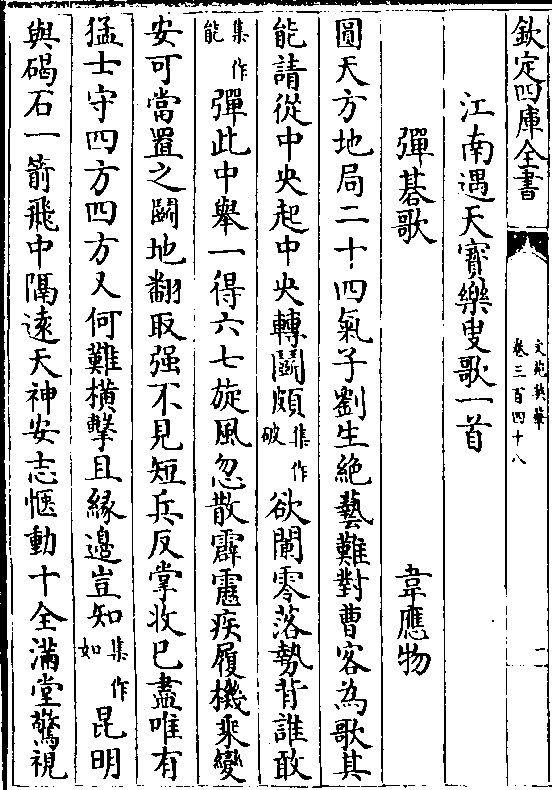 欽定四庫全書
文苑英華
卷三百四十八
二
江南遇天寶樂叟歌一首
彈棊歌
韋應物
圓天方地局二十四氣子劉生絶藝難對曹客為歌其
能請從中央起中央轉鬭頗集作破欲闌零落勢背誰敢
集作能彈此中舉一得六七旋風忽散霹靂疾履機乘變
安可當置之鬭地翻取强不見短兵反掌收已盡唯有
猛士守四方四方又何難横擊且縁邉豈知集作如昆明
與碣石一箭飛中隔逺天神安志愜動十全滿堂驚視